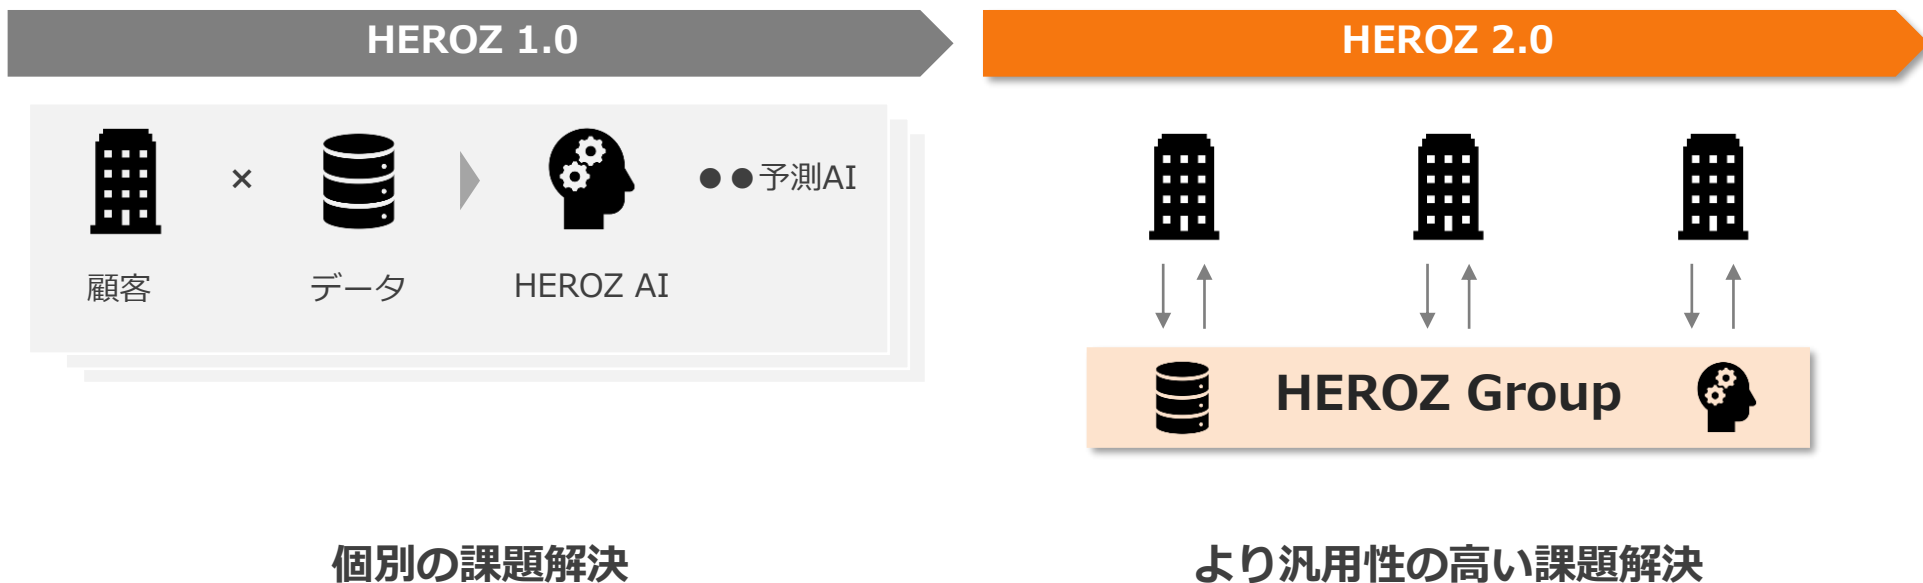 HEROZ 1.0
HEROZ 2.0
×
●●予測AI
顧客
データ
HEROZ AI
HEROZ Group
個別の課題解決
より汎用性の高い課題解決